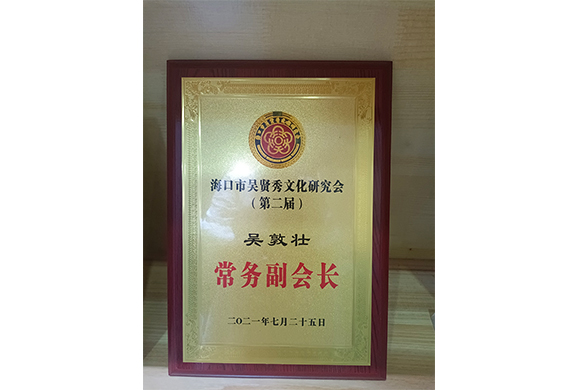 海口市吴贤秀文化研究会
（第二届）
吴敦壮
常务副会长
二〇二一年七月二十五日